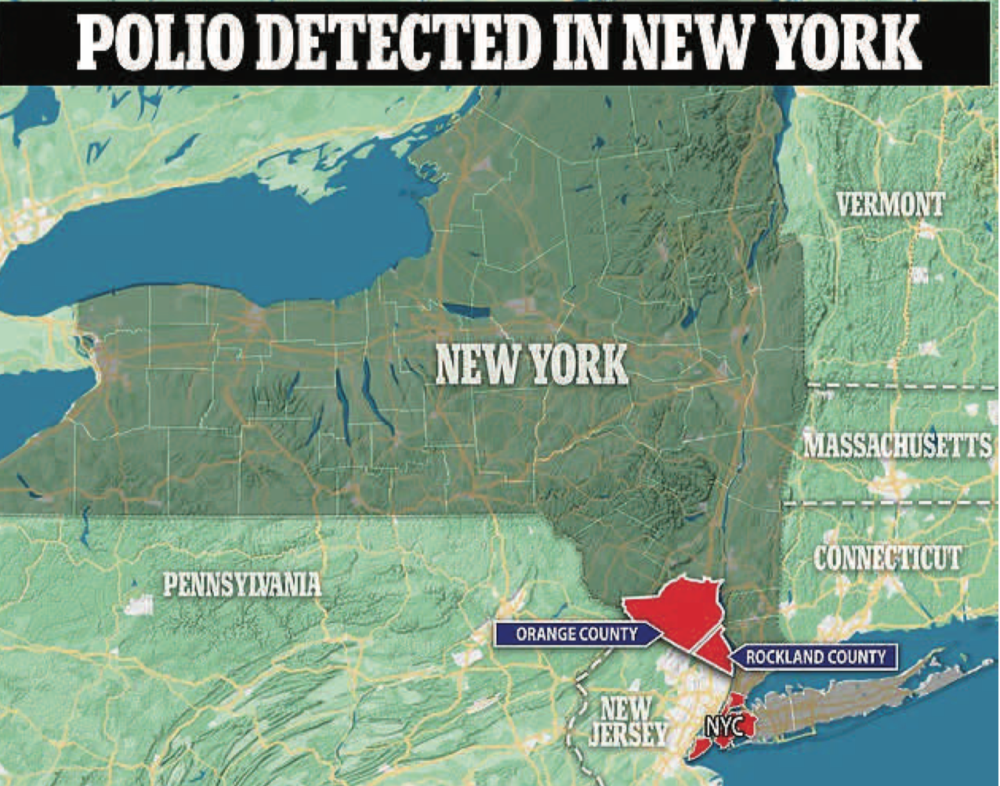 POLIO DETECTED IN NEW YORK
VERMONT
NEW YORK
MASSACHUSETTS
CONNECTICUT
PENNSYLVANIA
ORANGE COUNTY
ROCKLAND COUNTY
NEW
JERSEY
NYC